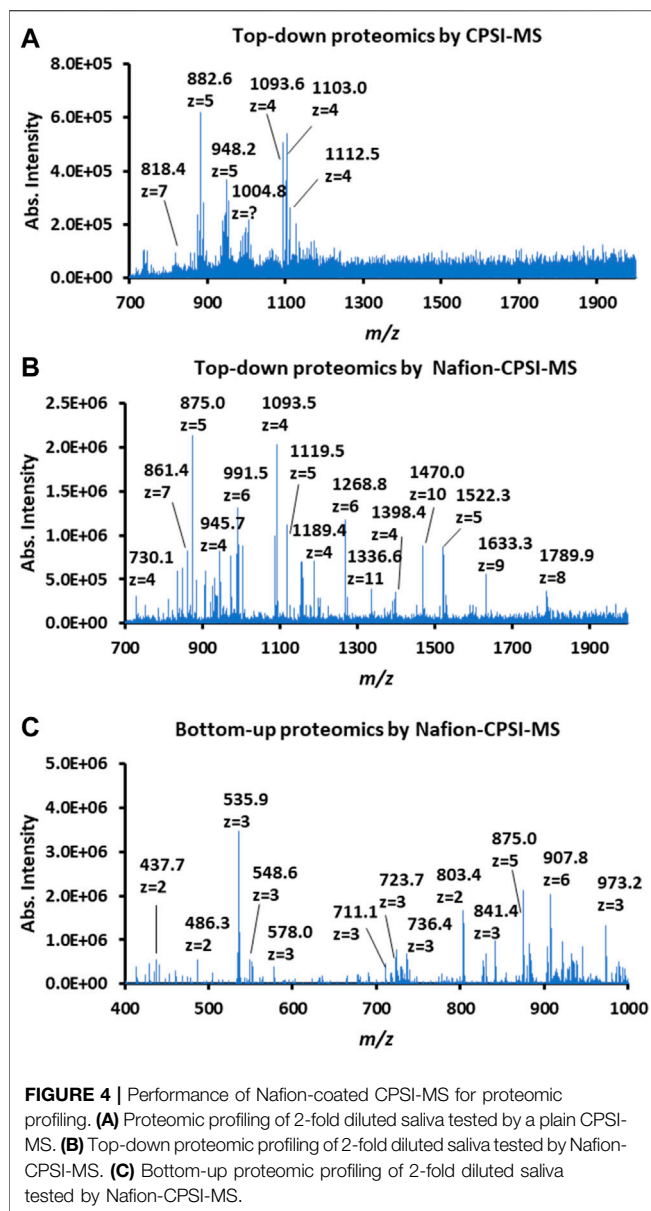 A
Top-down proteomics by CPSI-MS
8.0E+05
6.0E+05
4.0E+05
2.0E+05
0.0E+00
Abs. Intensity
882.6
z=5
1093.6
z=4
1103.0
z=4
948.2
z=5
1112.5
z=4
818.4
z=7
1004.8
z=?
700 900 1100 1300 1500 1700 1900
m/z
B
Top-down proteomics by Nafion-CPSI-MS
2.5E+06
2.0E+06
1.5E+06
1.0E+06
5.0E+05
0.0E+00
Abs. Intensity
875.0
z=5
1093.5
z=4
861.4
z=7
991.5
z=6
1119.5
z=5
1268.8
z=6
1470.0
z=10
1522.3
z=5
945.7
z=4
1398.4
z=4
1189.4
z=4
1336.6
z=11
1633.3
z=9
1789.9
z=8
730.1
z=4
700 900 1100 1300 1500 1700 1900
m/z
C
Bottom-up proteomics by Nafion-CPSI-MS
5.0E+06
4.0E+06
3.0E+06
2.0E+06
1.0E+06
0.0E+00
Abs. Intensity
535.9
z=3
437.7
z=2
548.6
z=3
486.3
z=2
578.0
z=3
711.1
z=3
723.7
z=3
736.4
z=3
803.4
z=2
841.4
z=3
875.0
z=5
907.8
z=6
973.2
z=3
400 500 600 700 800 900 1000
m/z
FIGURE 4 | Performance of Nafion-coated CPSI-MS for proteomic
profiling. (A) Proteomic profiling of 2-fold diluted saliva tested by a plain CPSI-
MS. (B) Top-down proteomic profiling of 2-fold diluted saliva tested by Nafion-
CPSI-MS. (C) Bottom-up proteomic profiling of 2-fold diluted saliva
tested by Nafion-CPSI-MS.